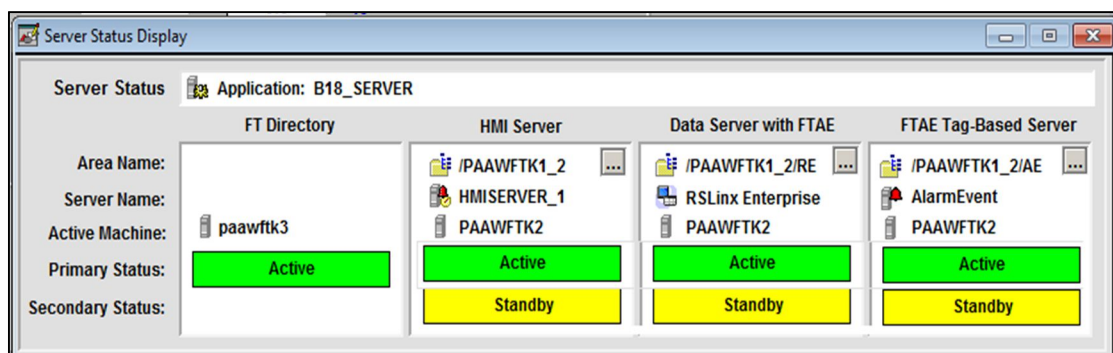 Server Status Display
Server Status Application: B18_SERVER
FT Directory HMI Server Data Server with FTAE FTAE Tag-Based Server
Area Name: /PAAWFTK1_2 ... /PAAWFTK1_2/RE ... /PAAWFTK1_2/AE ...
Server Name: HMISERVER_1 RSLinx Enterprise AlarmEvent
Active Machine: paawftk3 PAAWFTK2 PAAWFTK2 PAAWFTK2
Primary Status: Active Active Active Active
Secondary Status: Standby Standby Standby